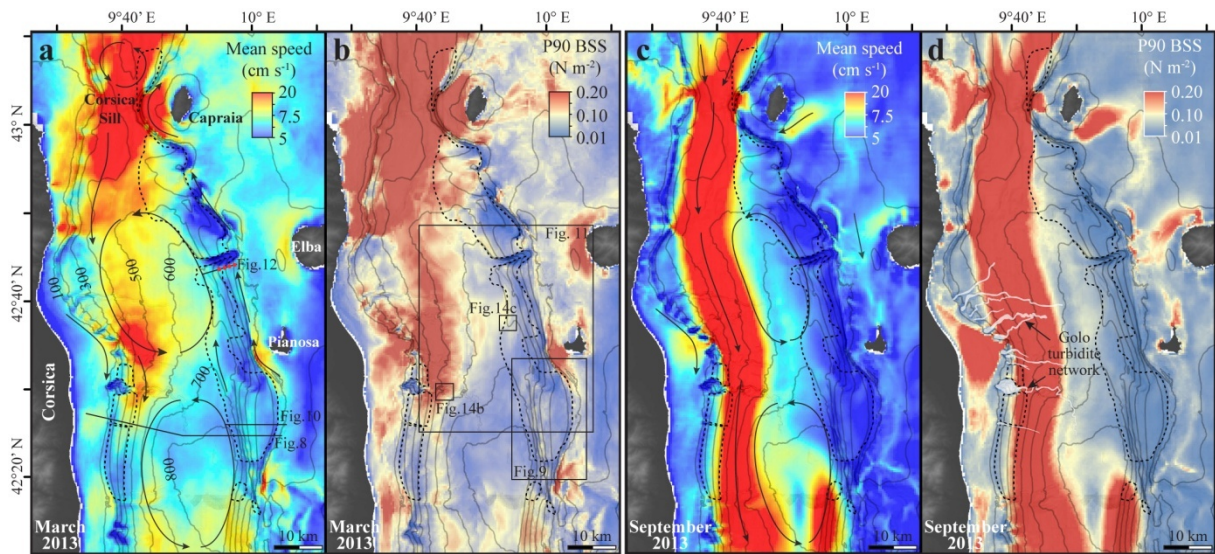 9°40' E
10° E
9°40' E
10° E
9°40' E
10° E
9°40' E
10° E
43° N
42°40' N
42°20' N
a
Mean speed
(cm s⁻¹)
20
7.5
5
Corsica
Sill
Capraia
Elba
Pianosa
Corsica
100
300
500
600
700
800
Fig.12
Fig.10
Fig.8
March
2013
10 km
b
P90 BSS
(N m⁻²)
0.20
0.10
0.01
Fig. 11
Fig.14c
Fig.14b
Fig.9
March
2013
10 km
c
Mean speed
(cm s⁻¹)
20
7.5
5
September
2013
10 km
d
P90 BSS
(N m⁻²)
0.20
0.10
0.01
Golo
turbidite
network
September
2013
10 km